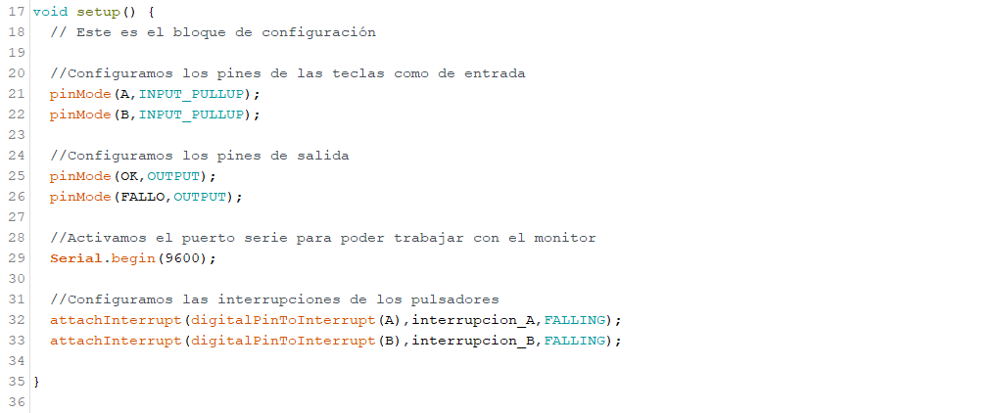 17 void setup() {
18   // Este es el bloque de configuración
19
20   //Configuramos los pines de las teclas como de entrada
21   pinMode(A,INPUT_PULLUP);
22   pinMode(B,INPUT_PULLUP);
23
24   //Configuramos los pines de salida
25   pinMode(OK,OUTPUT);
26   pinMode(FALLO,OUTPUT);
27
28   //Activamos el puerto serie para poder trabajar con el monitor
29   Serial.begin(9600);
30
31   //Configuramos las interrupciones de los pulsadores
32   attachInterrupt(digitalPinToInterrupt(A),interrupcion_A,FALLING);
33   attachInterrupt(digitalPinToInterrupt(B),interrupcion_B,FALLING);
34
35 }
36